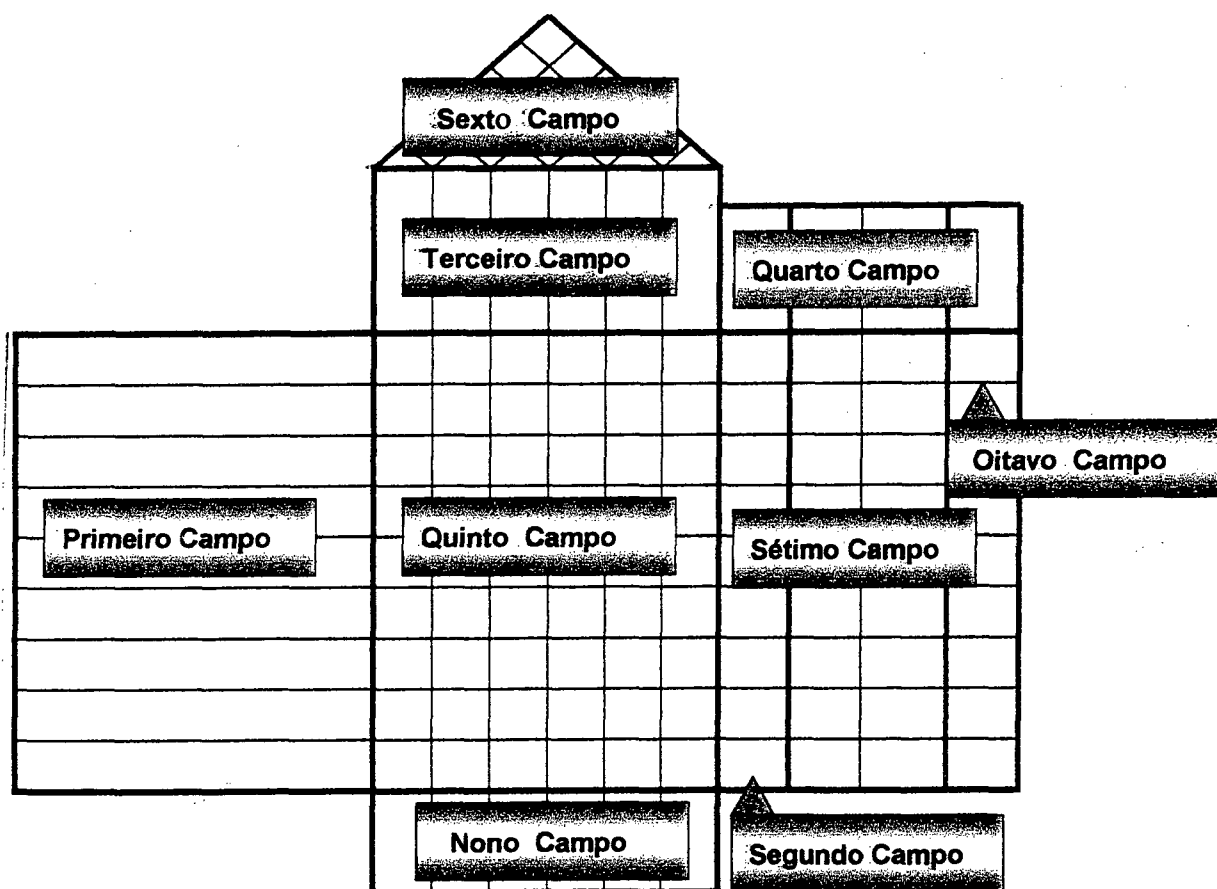 Sexto Campo
Terceiro Campo
Quarto Campo
Oitavo Campo
Primeiro Campo
Quinto Campo
Sétimo Campo
Nono Campo
Segundo Campo